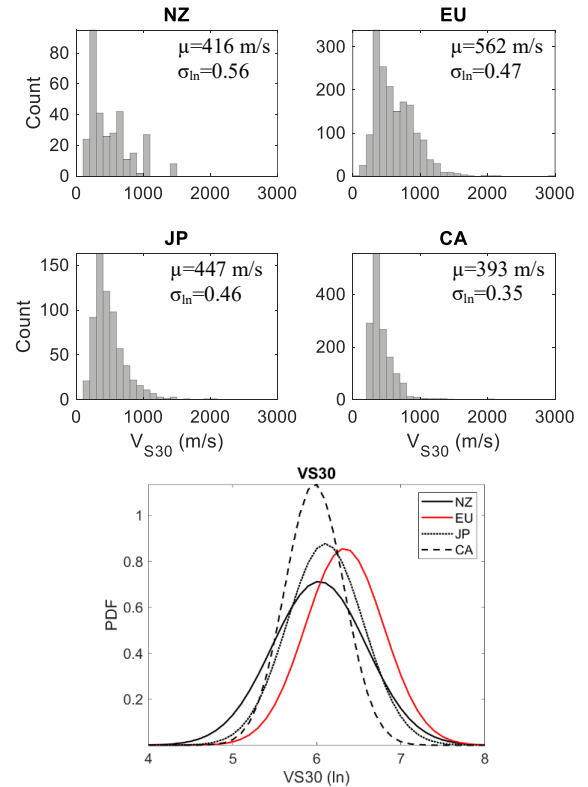 NZ
EU
μ=416 m/s
σln=0.56
μ=562 m/s
σln=0.47
Count
80
60
40
20
0
300
200
100
0
0
1000
2000
3000
0
1000
2000
3000
JP
CA
μ=447 m/s
σln=0.46
μ=393 m/s
σln=0.35
Count
150
100
50
0
400
200
0
0
1000
2000
3000
0
1000
2000
3000
VS30 (m/s)
VS30 (m/s)
VS30
NZ
EU
JP
CA
PDF
1
0.8
0.6
0.4
0.2
4
5
6
7
8
VS30 (ln)